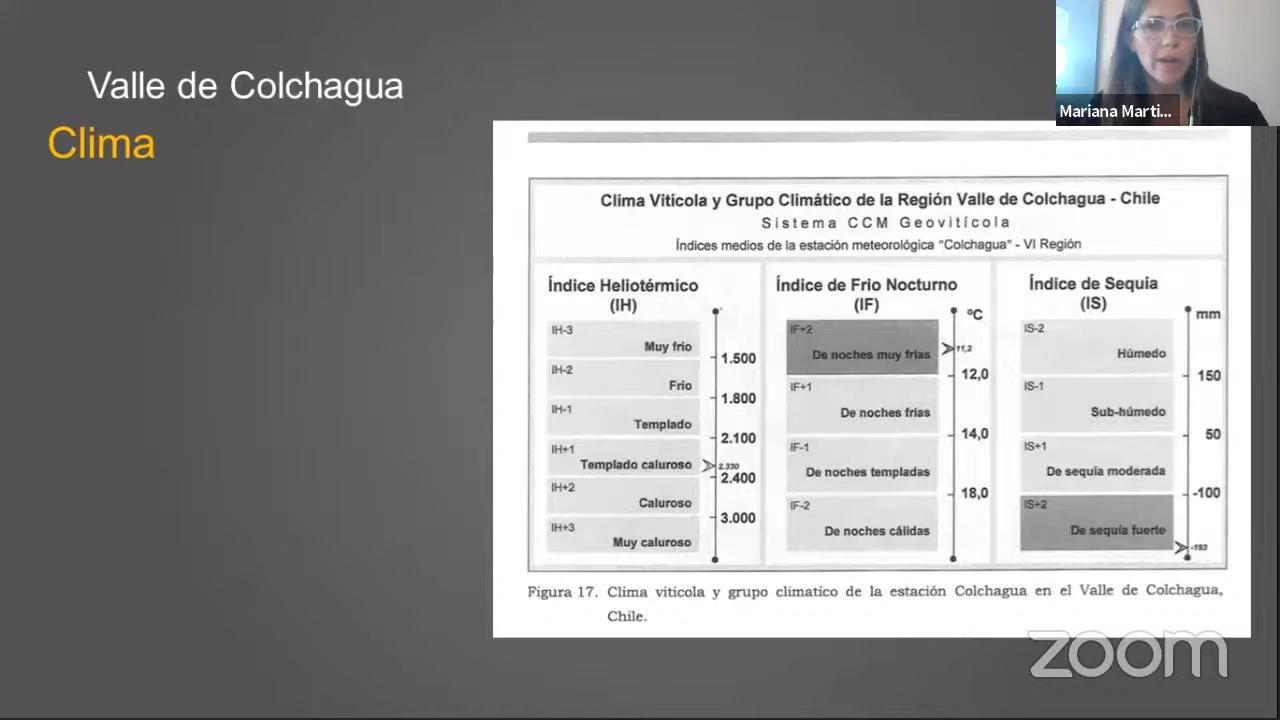 Valle de Colchagua
Clima
Mariana Marti...
Clima Vitícola y Grupo Climático de la Región Valle de Colchagua - Chile
Sistema CCM Geovitícola
Índices medios de la estación meteorológica "Colchagua" - VI Región
Índice Heliotérmico
(IH)
IH-3
Muy frio
1.500
IH-2
Frio
1.800
IH-1
Templado
2.100
IH+1
Templado caluroso
2.330
2.400
IH+2
Caluroso
3.000
IH+3
Muy caluroso
Índice de Frio Nocturno
(IF)
ºC
IF+2
De noches muy frias
11,2
12,0
IF+1
De noches frías
14,0
IF-1
De noches templadas
18,0
IF-2
De noches cálidas
Índice de Sequía
(IS)
mm
IS-2
Húmedo
150
IS-1
Sub-húmedo
50
IS+1
De sequía moderada
-100
IS+2
De sequía fuerte
-193
Figura 17. Clima viticola y grupo climatico de la estación Colchagua en el Valle de Colchagua,
Chile.
zoom